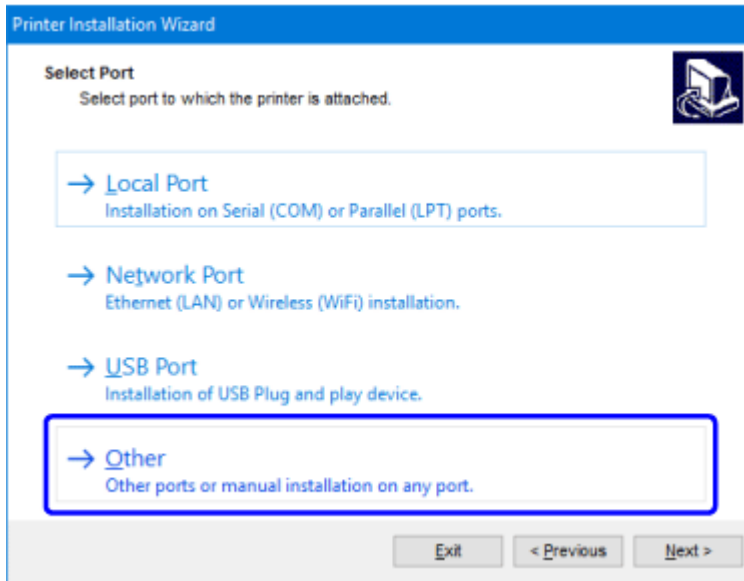 Printer Installation Wizard
Select Port
Select port to which the printer is attached.
→ Local Port
Installation on Serial (COM) or Parallel (LPT) ports.
→ Network Port
Ethernet (LAN) or Wireless (WiFi) installation.
→ USB Port
Installation of USB Plug and play device.
→ Other
Other ports or manual installation on any port.
Exit < Previous Next >